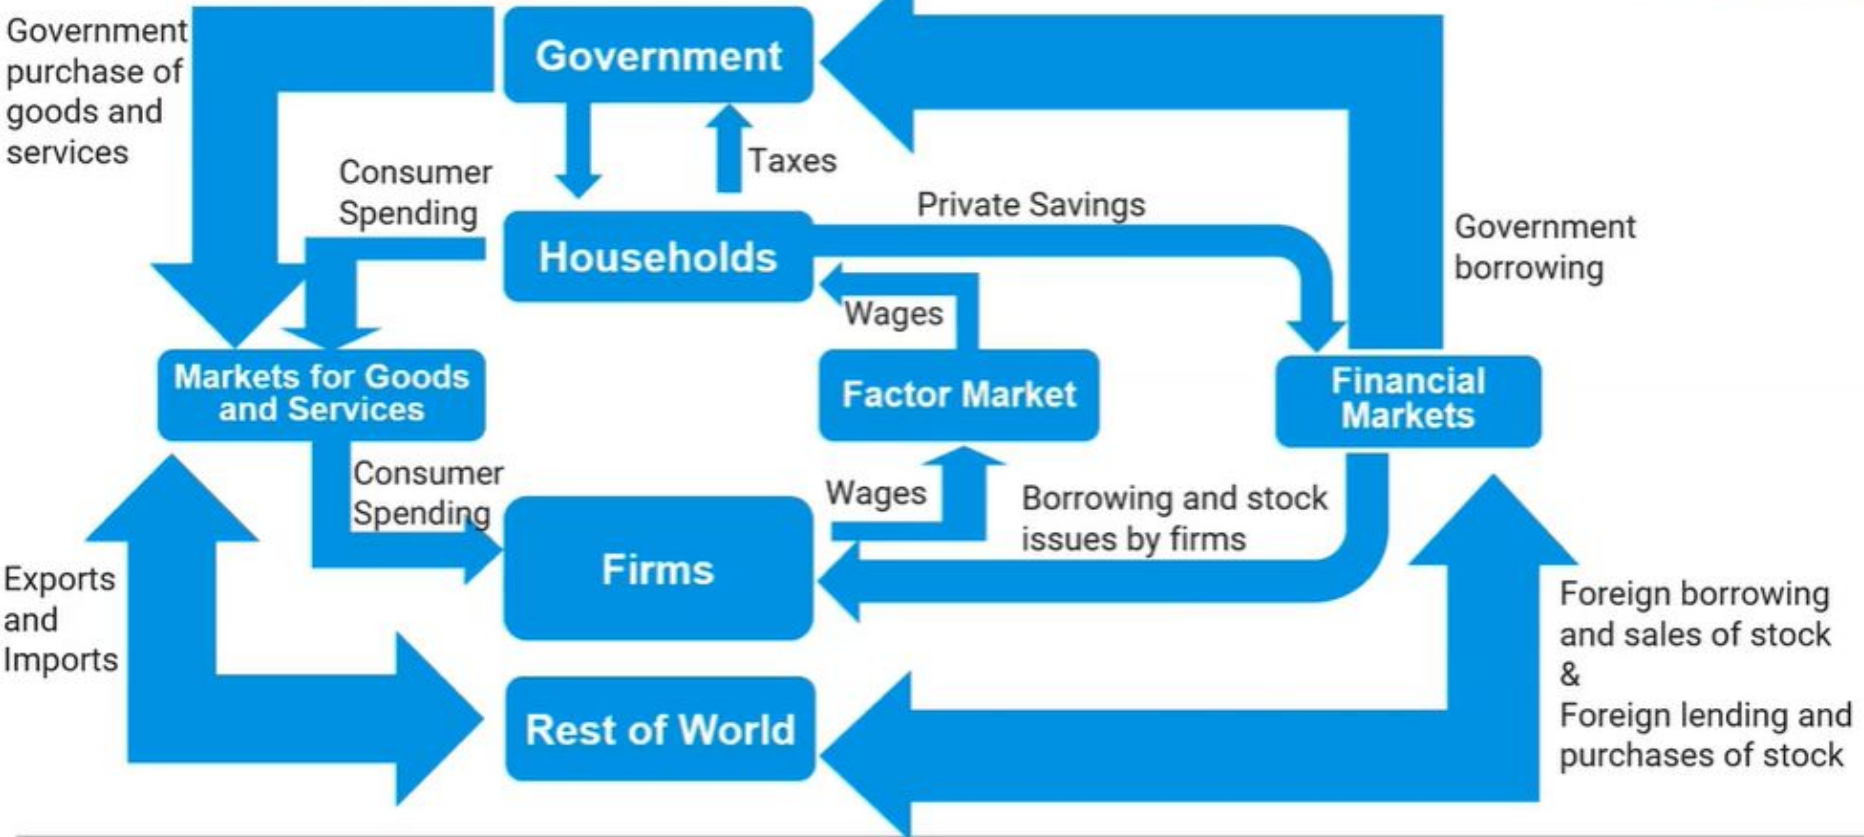 Government
purchase of
goods and
services
Government
Taxes
Consumer
Spending
Private Savings
Households
Government
borrowing
Wages
Markets for Goods
and Services
Factor Market
Financial
Markets
Consumer
Spending
Wages
Borrowing and stock
issues by firms
Firms
Exports
and
Imports
Foreign borrowing
and sales of stock
&
Foreign lending and
purchases of stock
Rest of World